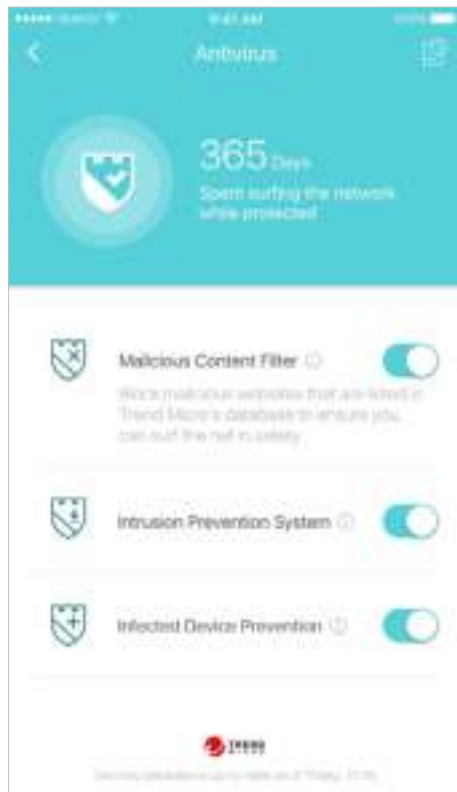 9:41 AM
Antivirus
365 Days
Spent surfing the network
while protected
Malicious Content Filter
Block malicious websites that are listed in
Trend Micro's database to ensure you
can surf the net in safety.
Intrusion Prevention System
Infected Device Prevention
TREND
MICRO